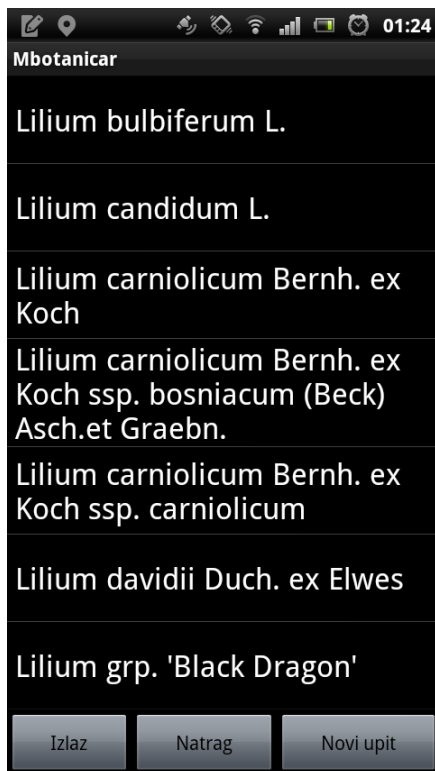 01:24
Mbotanicar
Lilium bulbiferum L.
Lilium candidum L.
Lilium carniolicum Bernh. ex
Koch
Lilium carniolicum Bernh. ex
Koch ssp. bosniacum (Beck)
Asch.et Graebn.
Lilium carniolicum Bernh. ex
Koch ssp. carniolicum
Lilium davidii Duch. ex Elwes
Lilium grp. 'Black Dragon'
Izlaz Natrag Novi upit